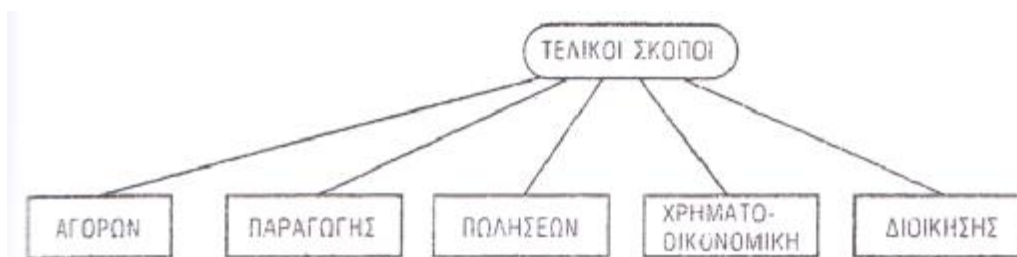 ΤΕΛΙΚΟΙ ΣΚΟΠΟΙ
ΑΓΟΡΩΝ
ΠΑΡΑΓΩΓΗΣ
ΠΩΛΗΣΕΩΝ
ΧΡΗΜΑΤΟ-
ΟΙΚΟΝΟΜΙΚΗ
ΔΙΟΙΚΗΣΗΣ